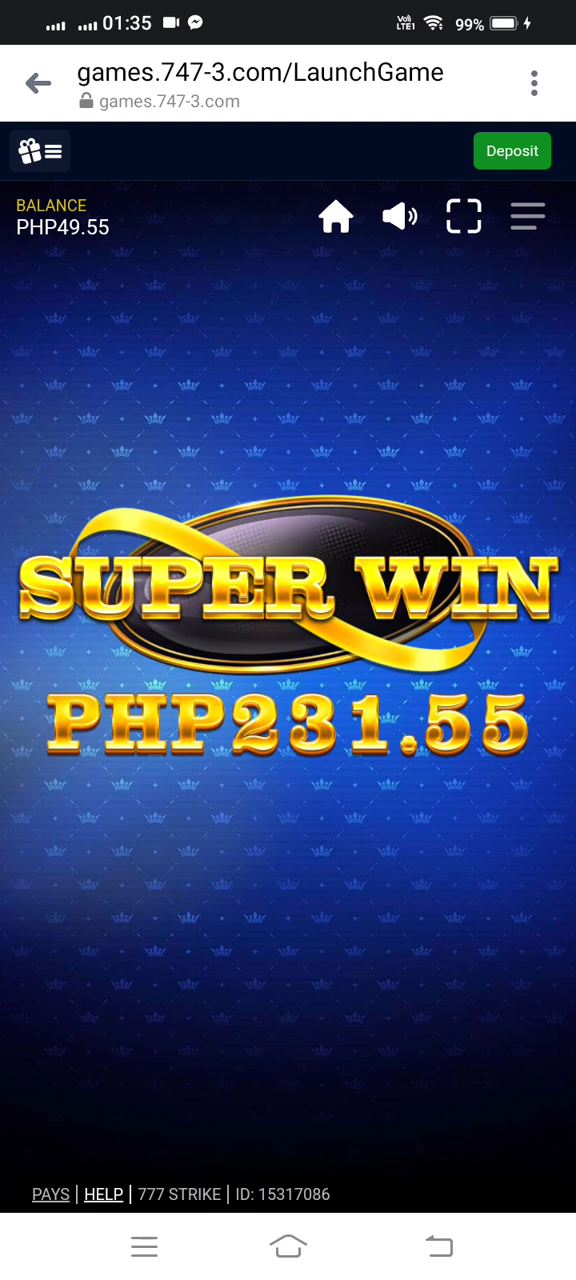 01:35 VoLTE1 99%
games.747-3.com/LaunchGame
games.747-3.com
Deposit
BALANCE
PHP49.55
SUPER WIN
PHP231.55
PAYS | HELP | 777 STRIKE | ID: 15317086